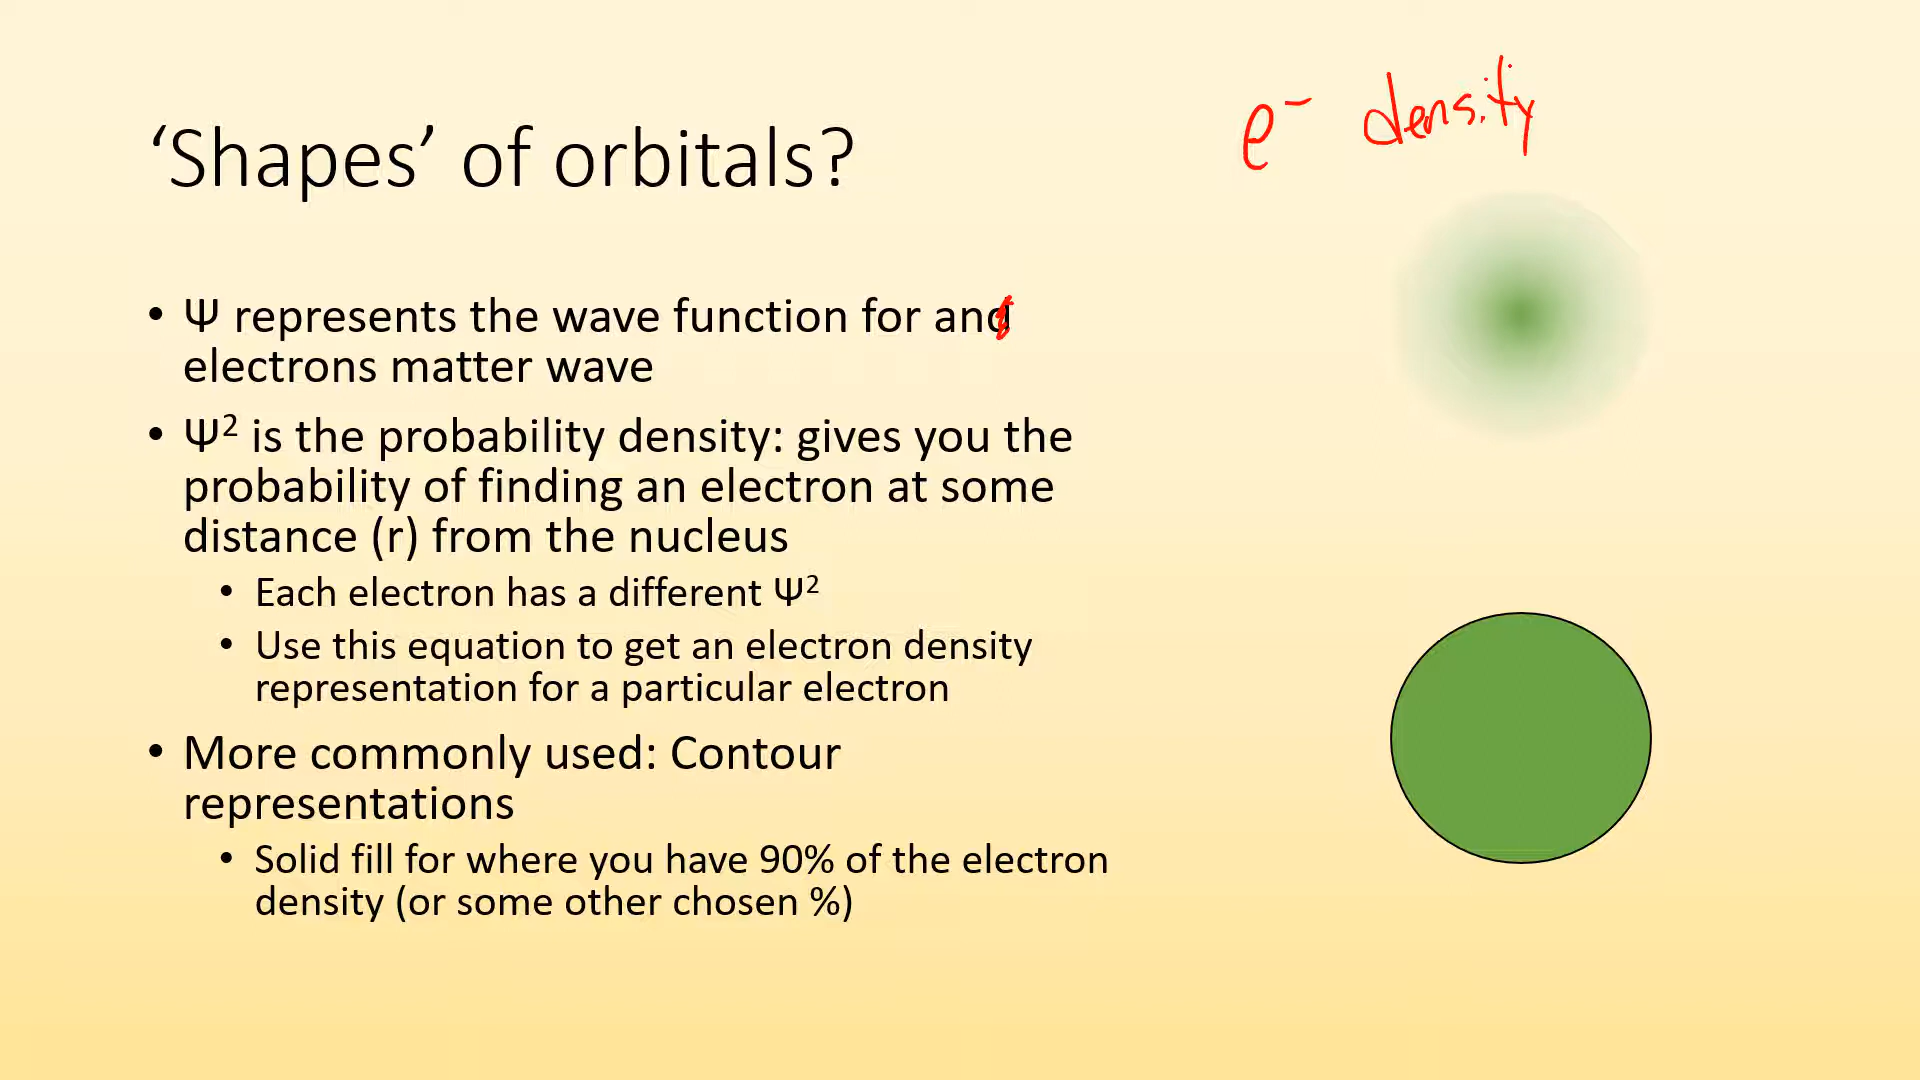 e⁻ density
‘Shapes’ of orbitals?
• Ψ represents the wave function for and
electrons matter wave
• Ψ² is the probability density: gives you the
probability of finding an electron at some
distance (r) from the nucleus
• Each electron has a different Ψ²
• Use this equation to get an electron density
representation for a particular electron
• More commonly used: Contour
representations
• Solid fill for where you have 90% of the electron
density (or some other chosen %)